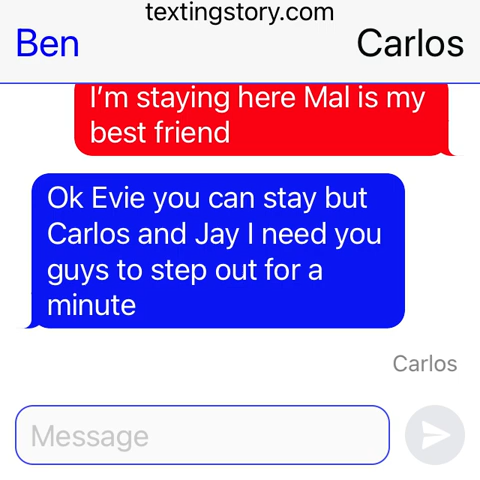 textingstory.com
Ben
Carlos
I’m staying here Mal is my
best friend
Ok Evie you can stay but
Carlos and Jay I need you
guys to step out for a
minute
Carlos
Message